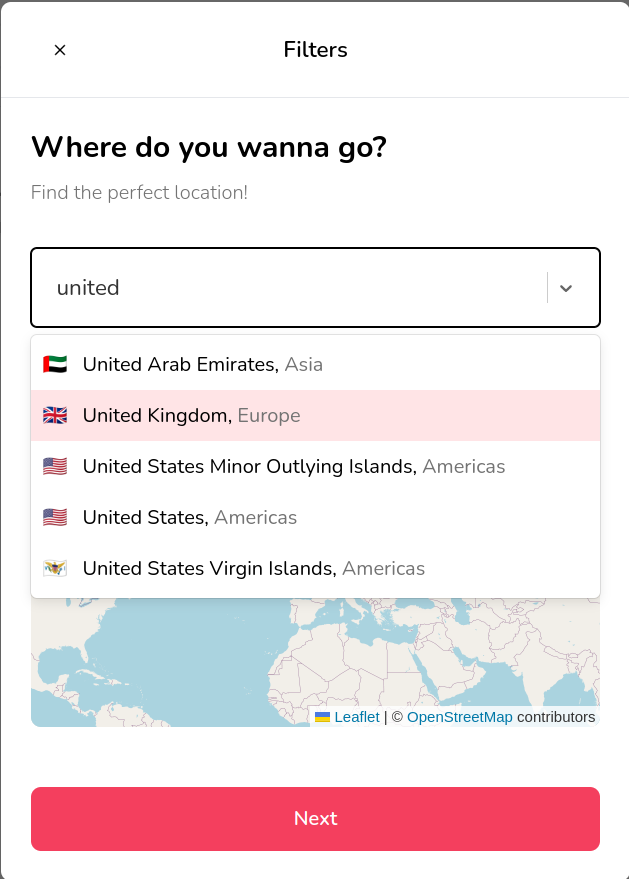 Filters
Where do you wanna go?
Find the perfect location!
united
United Arab Emirates, Asia
United Kingdom, Europe
United States Minor Outlying Islands, Americas
United States, Americas
United States Virgin Islands, Americas
Leaflet | © OpenStreetMap contributors
Next